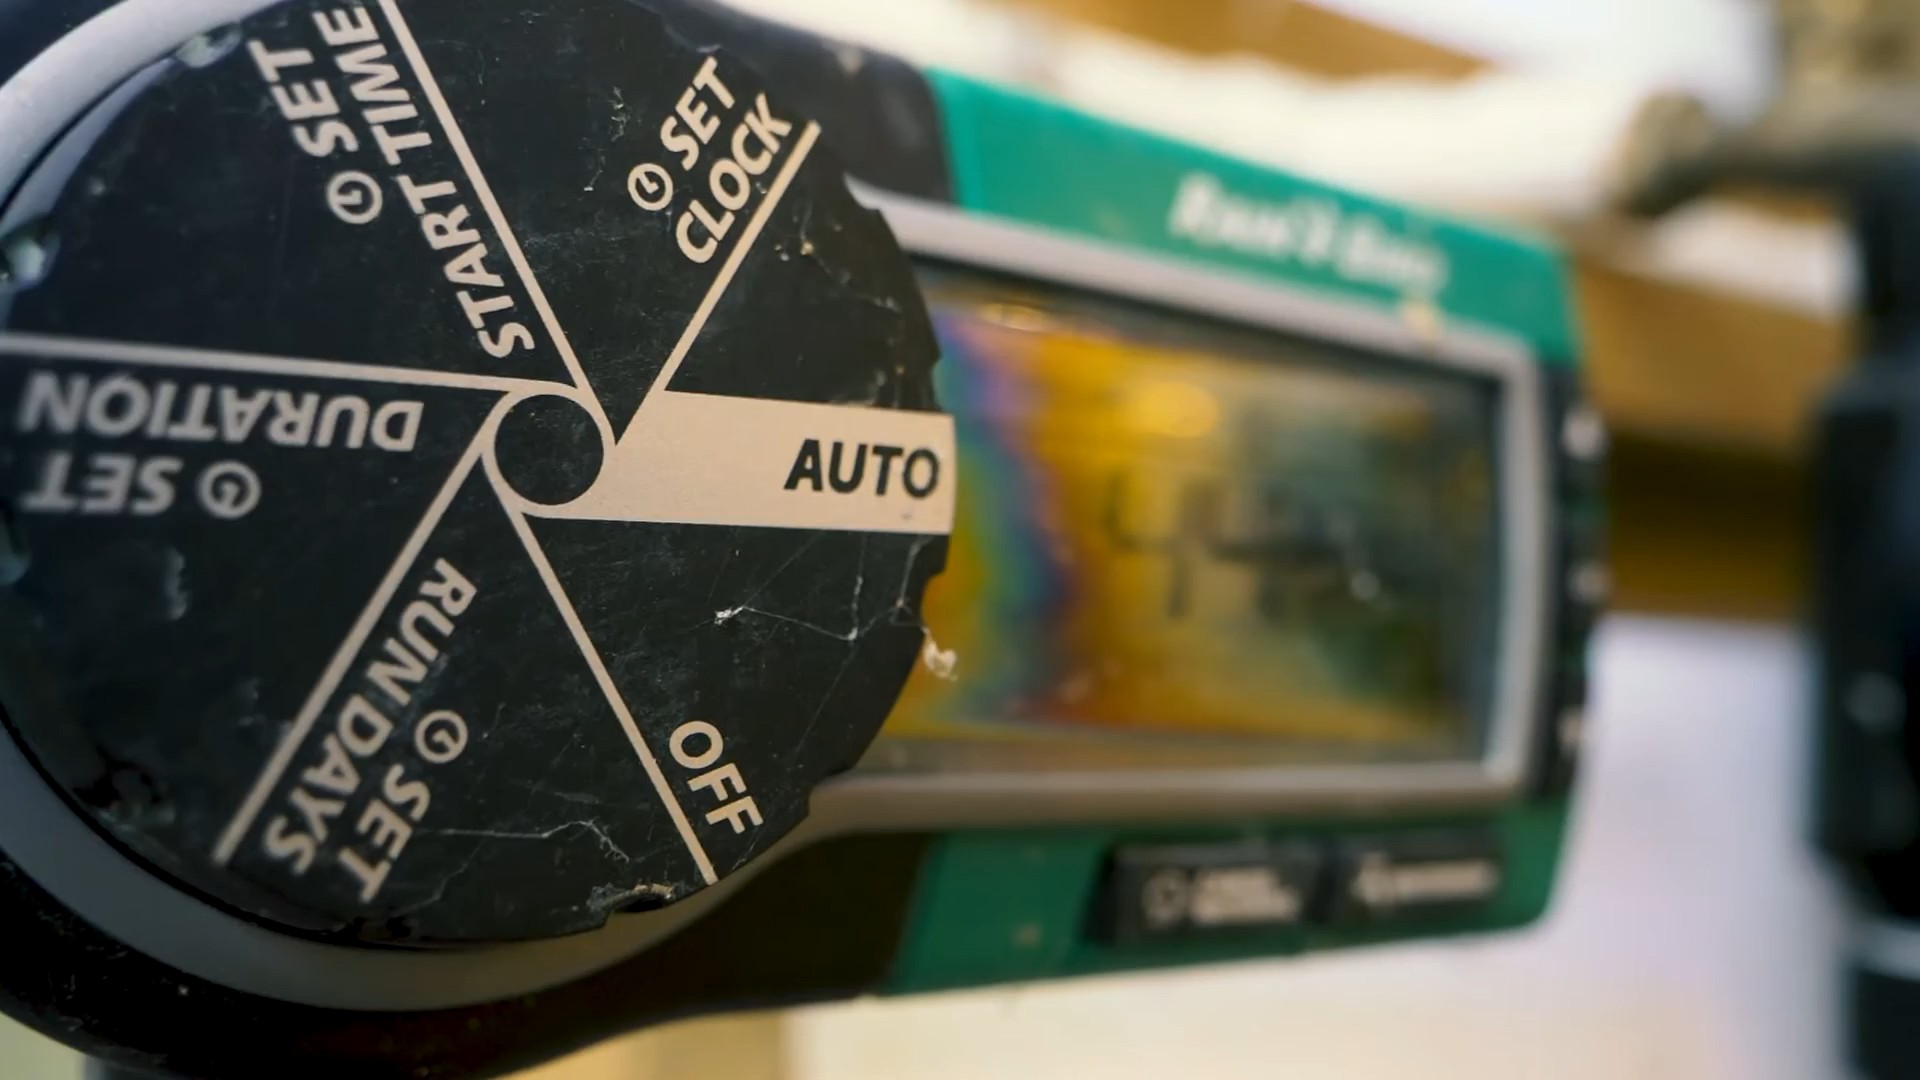 SET
START TIME
SET
CLOCK
AUTO
OFF
SET
RUN DAYS
SET
DURATION